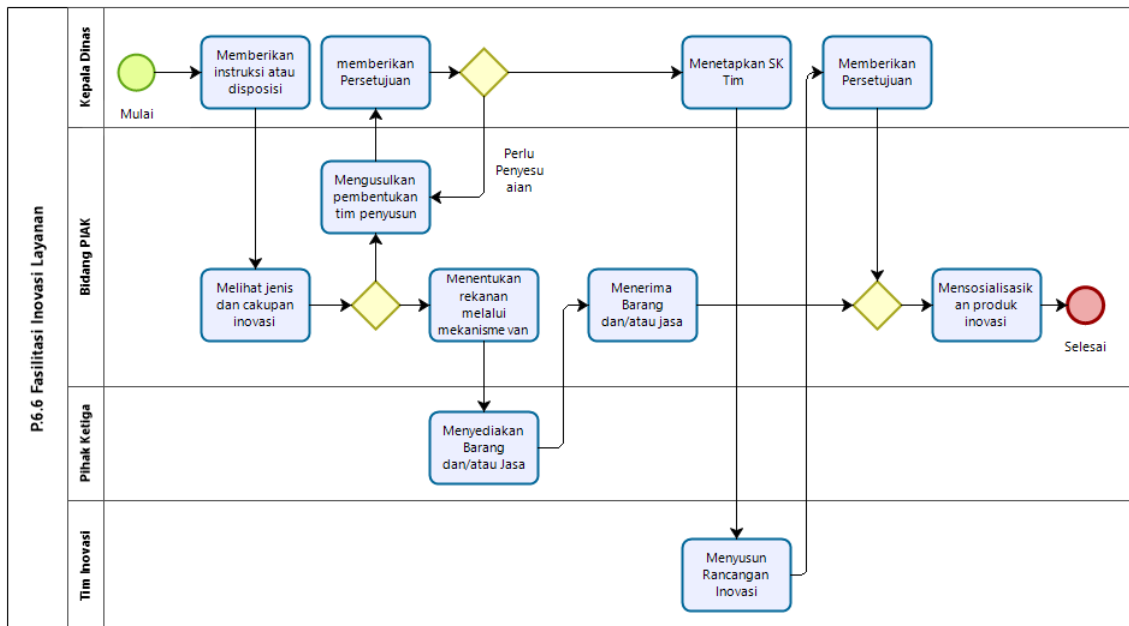 P.6.6 Fasilitasi Inovasi Layanan
Kepala Dinas
Mulai
Memberikan
instruksi atau
disposisi
memberikan
Persetujuan
Menetapkan SK
Tim
Memberikan
Persetujuan
Bidang PIAK
Perlu
Penyesu
aian
Mengusulkan
pembentukan
tim penyusun
Melihat jenis
dan cakupan
inovasi
Menentukan
rekanan
melalui
mekanisme van
Menerima
Barang
dan/atau jasa
Mensosialisasik
an produk
inovasi
Selesai
Pihak Ketiga
Menyediakan
Barang
dan/atau Jasa
Tim Inovasi
Menyusun
Rancangan
Inovasi